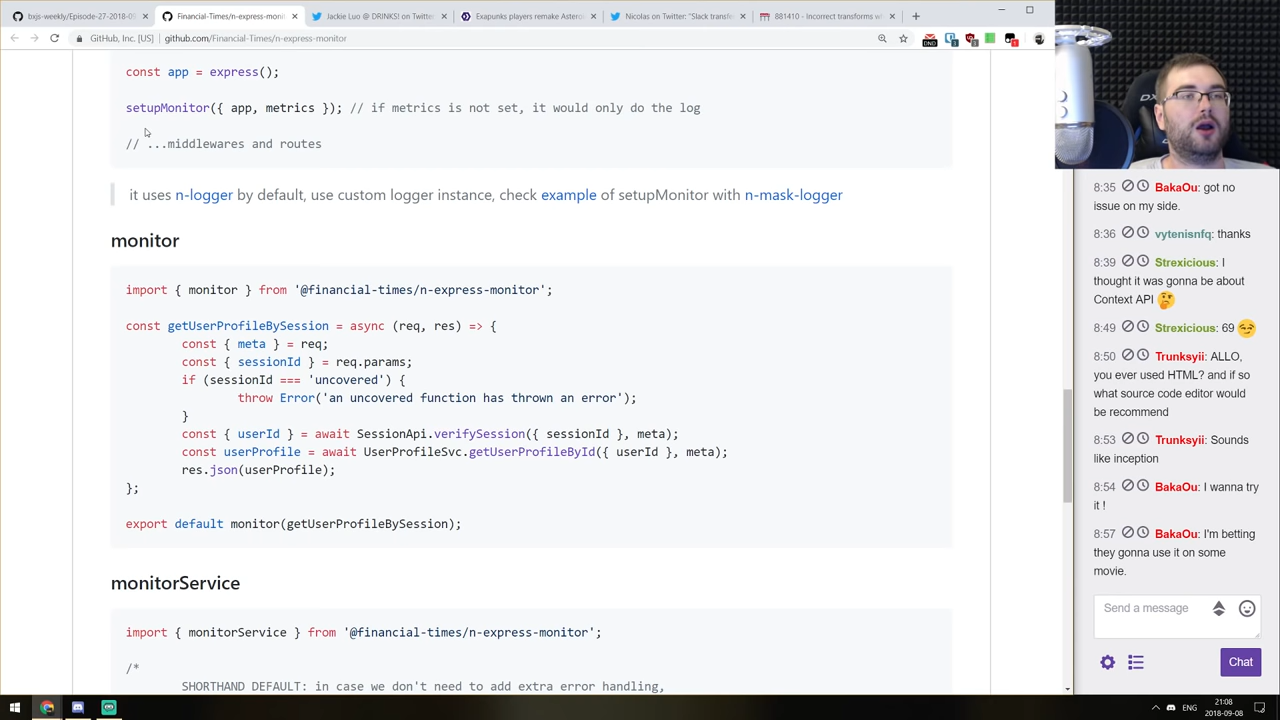 bxjs-weekly/Episode-27-2018-09
Financial-Times/n-express-monit
Jackie Luo @ DRINKS! on Twitter
Exapunks players remake Astero
Nicolas on Twitter: "Slack transf
881410 - Incorrect transforms w
GitHub, Inc. [US]
github.com/Financial-Times/n-express-monitor
const app = express();
setupMonitor({ app, metrics }); // if metrics is not set, it would only do the log
// ...middlewares and routes
it uses n-logger by default, use custom logger instance, check example of setupMonitor with n-mask-logger
monitor
import { monitor } from '@financial-times/n-express-monitor';
const getUserProfileBySession = async (req, res) => {
const { meta } = req;
const { sessionId } = req.params;
if (sessionId === 'uncovered') {
throw Error('an uncovered function has thrown an error');
}
const { userId } = await SessionApi.verifySession({ sessionId }, meta);
const userProfile = await UserProfileSvc.getUserProfileById({ userId }, meta);
res.json(userProfile);
};
export default monitor(getUserProfileBySession);
monitorService
import { monitorService } from '@financial-times/n-express-monitor';
/*
SHORTHAND DEFAULT: in case we don't need to add extra error handling,
8:35 BakaOu: got no
issue on my side.
8:36 vytenisnfq: thanks
8:39 Strexicious: I
thought it was gonna be about
Context API
8:49 Strexicious: 69
8:50 Trunksyii: ALLO,
you ever used HTML? and if so
what source code editor would
be recommend
8:53 Trunksyii: Sounds
like inception
8:54 BakaOu: I wanna try
it !
8:57 BakaOu: I'm betting
they gonna use it on some
movie.
Send a message
Chat
ENG
21:08
2018-09-08